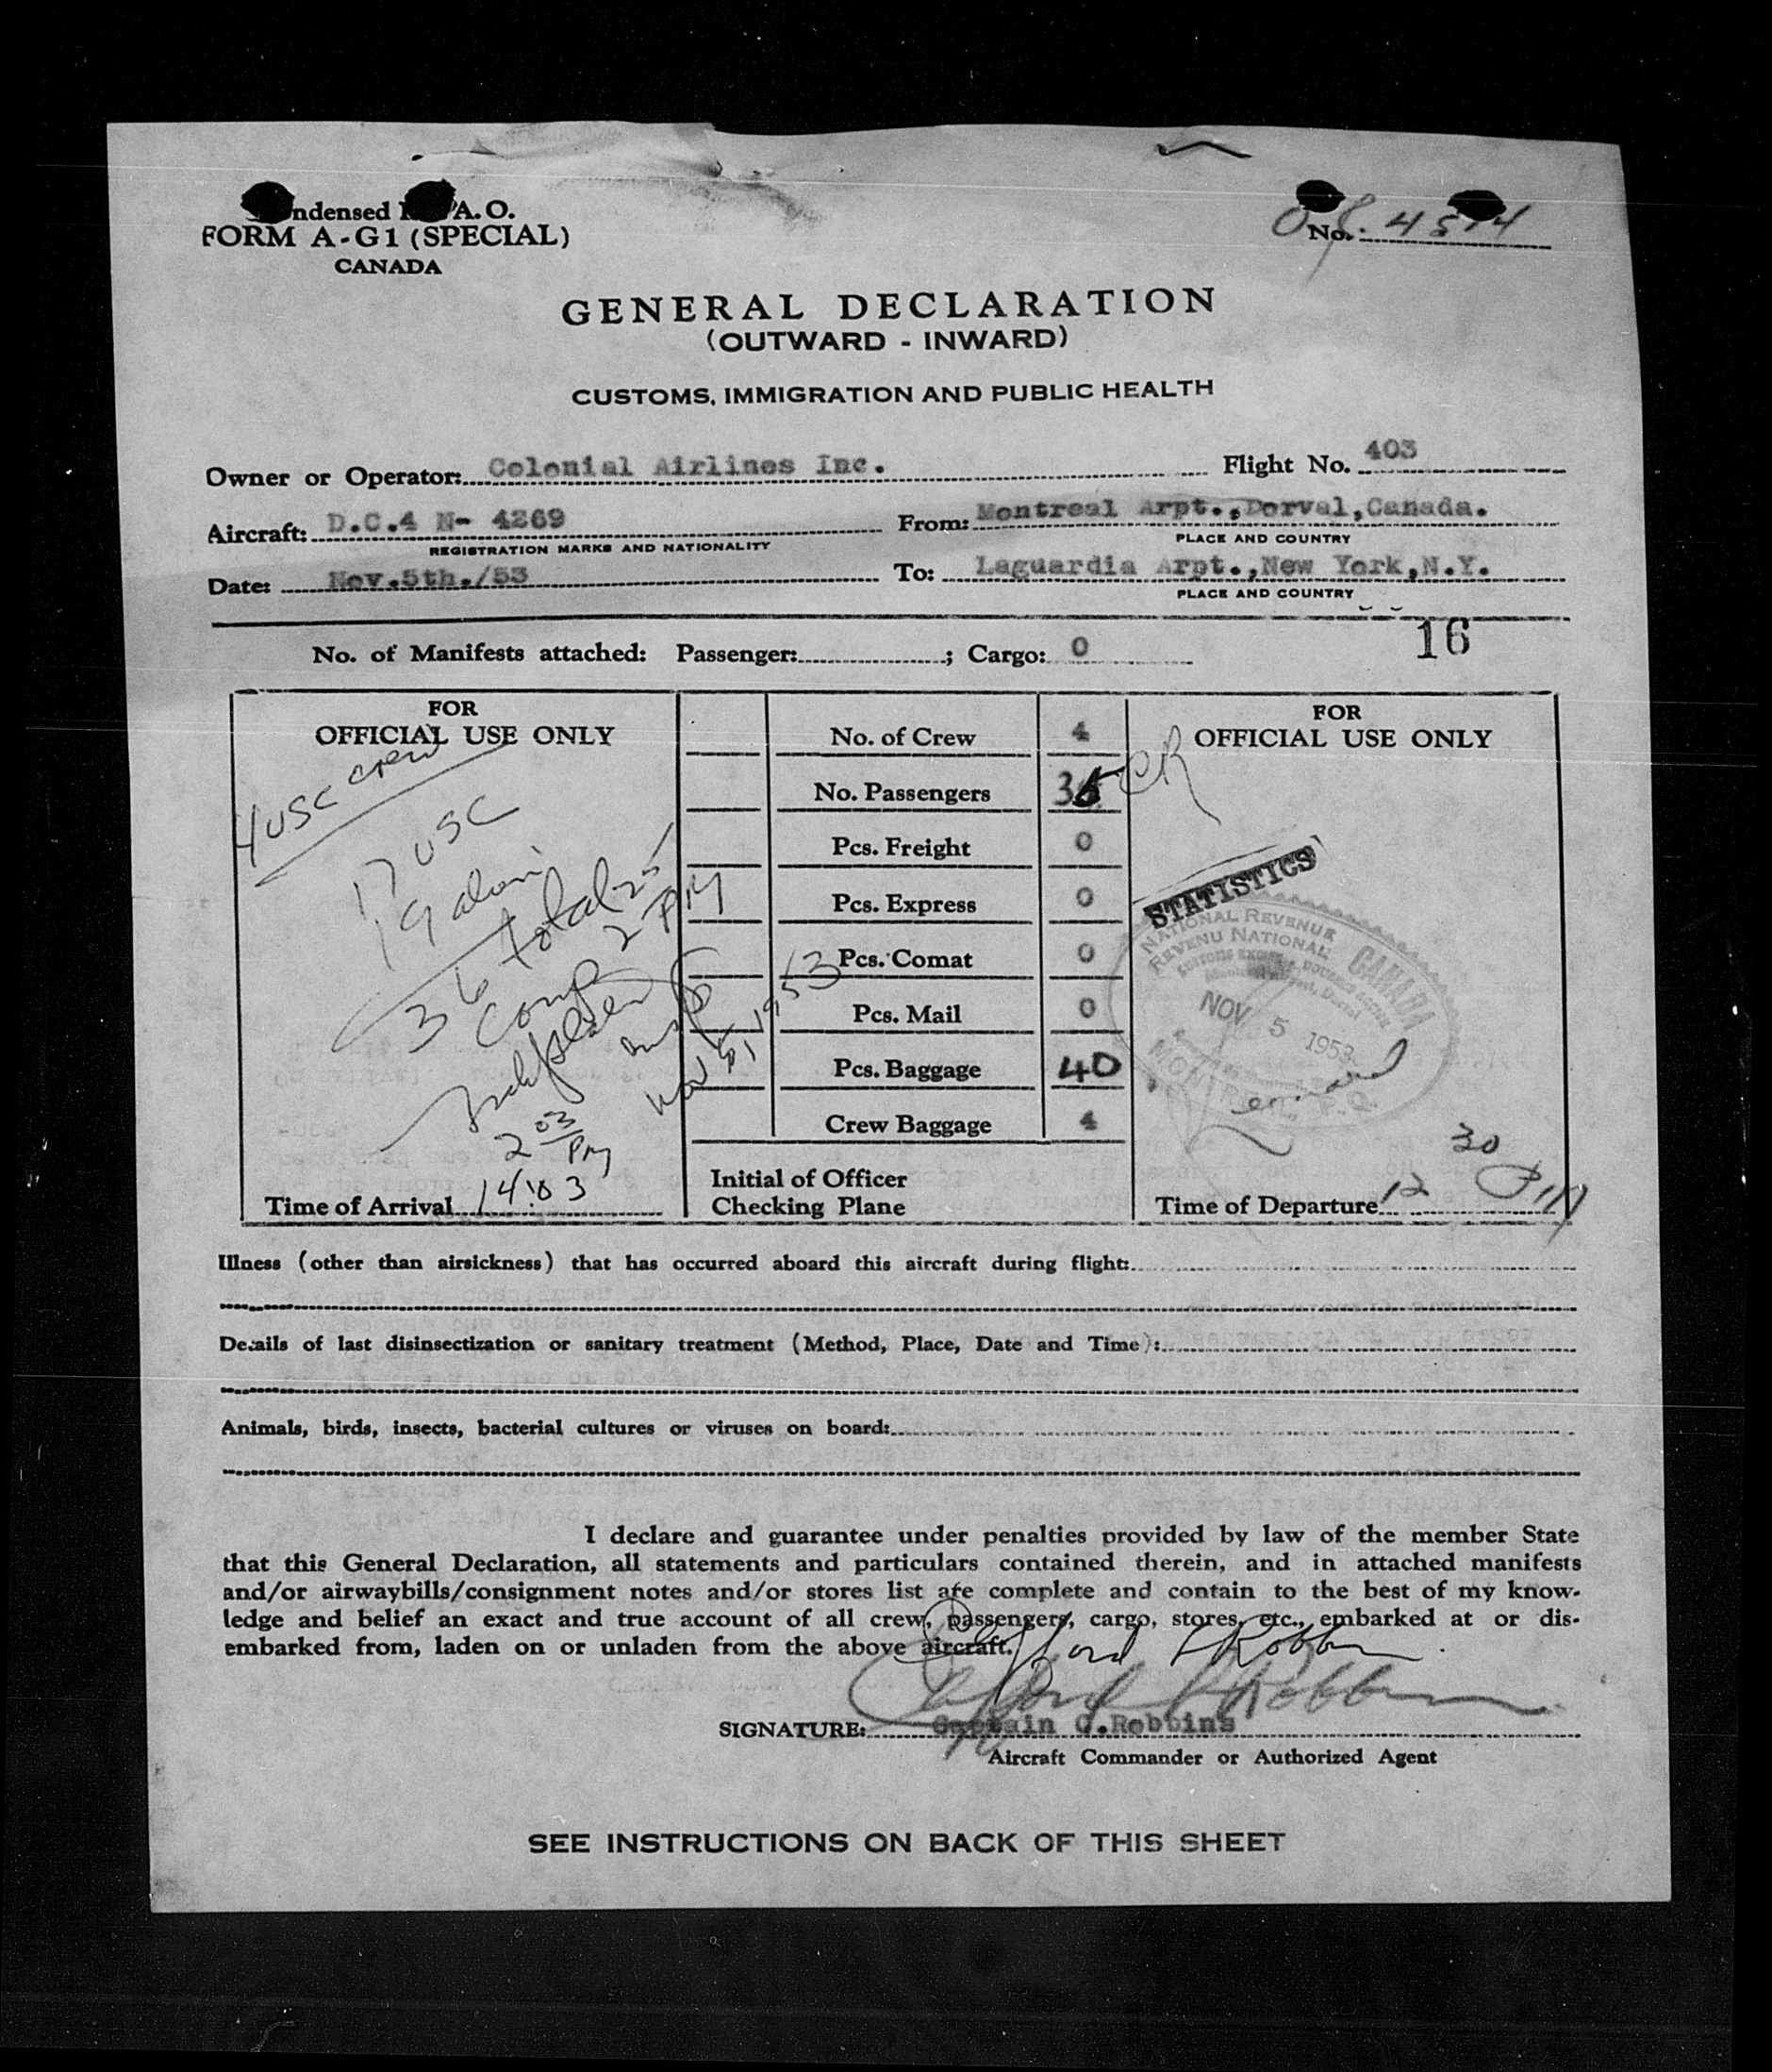 ndensed A.O.
FORM A-G1 (SPECIAL)
CANADA
No.
GENERAL DECLARATION
(OUTWARD - INWARD)
CUSTOMS, IMMIGRATION AND PUBLIC HEALTH
Owner or Operator: Colonial Airlines Inc. Flight No. 403
Aircraft: D.C.4 N- 4269 From: Montreal Arpt.,Dorval,Canada.
REGISTRATION MARKS AND NATIONALITY PLACE AND COUNTRY
Date: Nov.5th./53 To: Laguardia Arpt.,New York,N.Y.
PLACE AND COUNTRY
16
No. of Manifests attached: Passenger: ; Cargo: 0
FOR
OFFICIAL USE ONLY
4 USC crew
17 USC
36 total
2 PM
Nov 5, 1953
2 03 PM
Time of Arrival 14:03
No. of Crew 4
No. Passengers 36 CR
Pcs. Freight 0
Pcs. Express 0
Pcs. Comat 0
Pcs. Mail 0
Pcs. Baggage 40
Crew Baggage 4
Initial of Officer
Checking Plane
FOR
OFFICIAL USE ONLY
STATISTICS
NATIONAL REVENUE
REVENU NATIONAL
CANADA
NOV 5 1953
MONTREAL, P.Q.
Time of Departure 12 30 PM
Illness (other than airsickness) that has occurred aboard this aircraft during flight:
Details of last disinsectization or sanitary treatment (Method, Place, Date and Time):
Animals, birds, insects, bacterial cultures or viruses on board:
I declare and guarantee under penalties provided by law of the member State
that this General Declaration, all statements and particulars contained therein, and in attached manifests
and/or airwaybills/consignment notes and/or stores list are complete and contain to the best of my know-
ledge and belief an exact and true account of all crew, passengers, cargo, stores, etc., embarked at or dis-
embarked from, laden on or unladen from the above aircraft.
SIGNATURE: Captain C.Robbins
Aircraft Commander or Authorized Agent
SEE INSTRUCTIONS ON BACK OF THIS SHEET